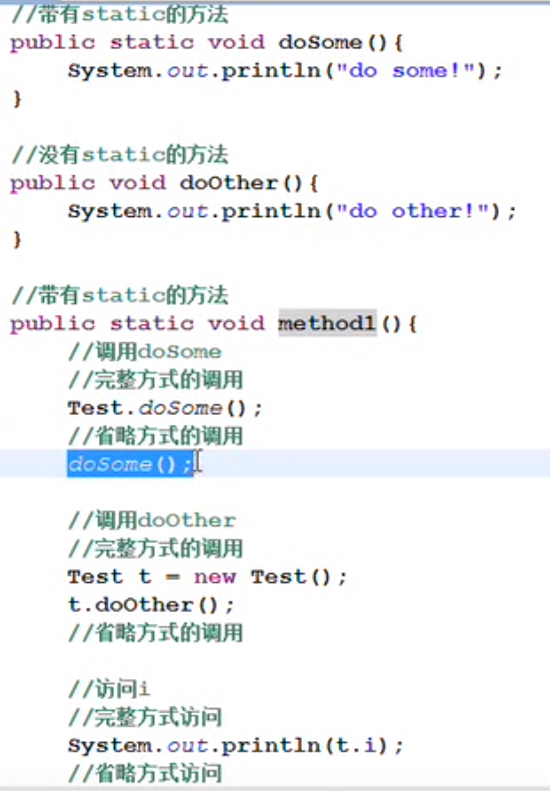 //带有static的方法
public static void doSome(){
System.out.println("do some!");
}
//没有static的方法
public void doOther(){
System.out.println("do other!");
}
//带有static的方法
public static void method1(){
//调用doSome
//完整方式的调用
Test.doSome();
//省略方式的调用
doSome();
//调用doOther
//完整方式的调用
Test t = new Test();
t.doOther();
//省略方式的调用
//访问i
//完整方式访问
System.out.println(t.i);
//省略方式访问